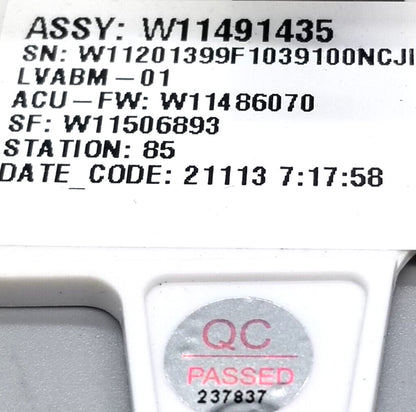 ASSY: W11491435
SN: W11201399F1039100NCJI
LVABM-01
ACU-FW: W11486070
SF: W11506893
STATION: 85
DATE_CODE: 21113 7:17:58
QC
PASSED
237837